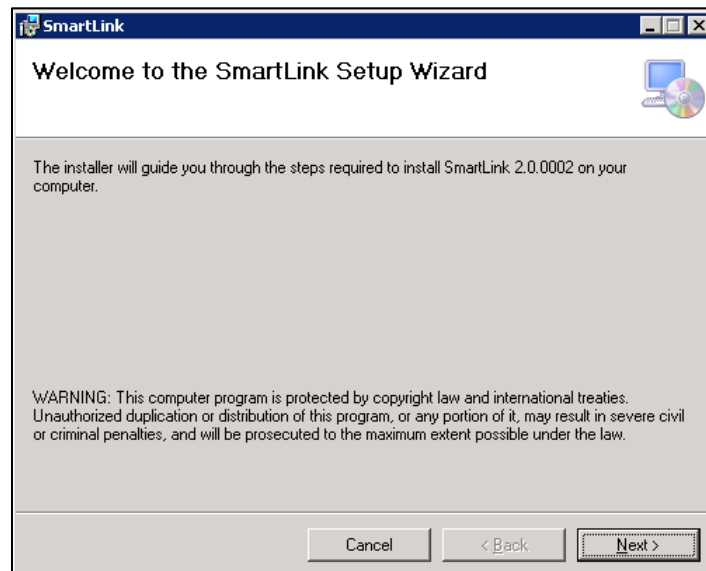 SmartLink
Welcome to the SmartLink Setup Wizard
The installer will guide you through the steps required to install SmartLink 2.0.0002 on your
computer.
WARNING: This computer program is protected by copyright law and international treaties.
Unauthorized duplication or distribution of this program, or any portion of it, may result in severe civil
or criminal penalties, and will be prosecuted to the maximum extent possible under the law.
Cancel < Back Next >